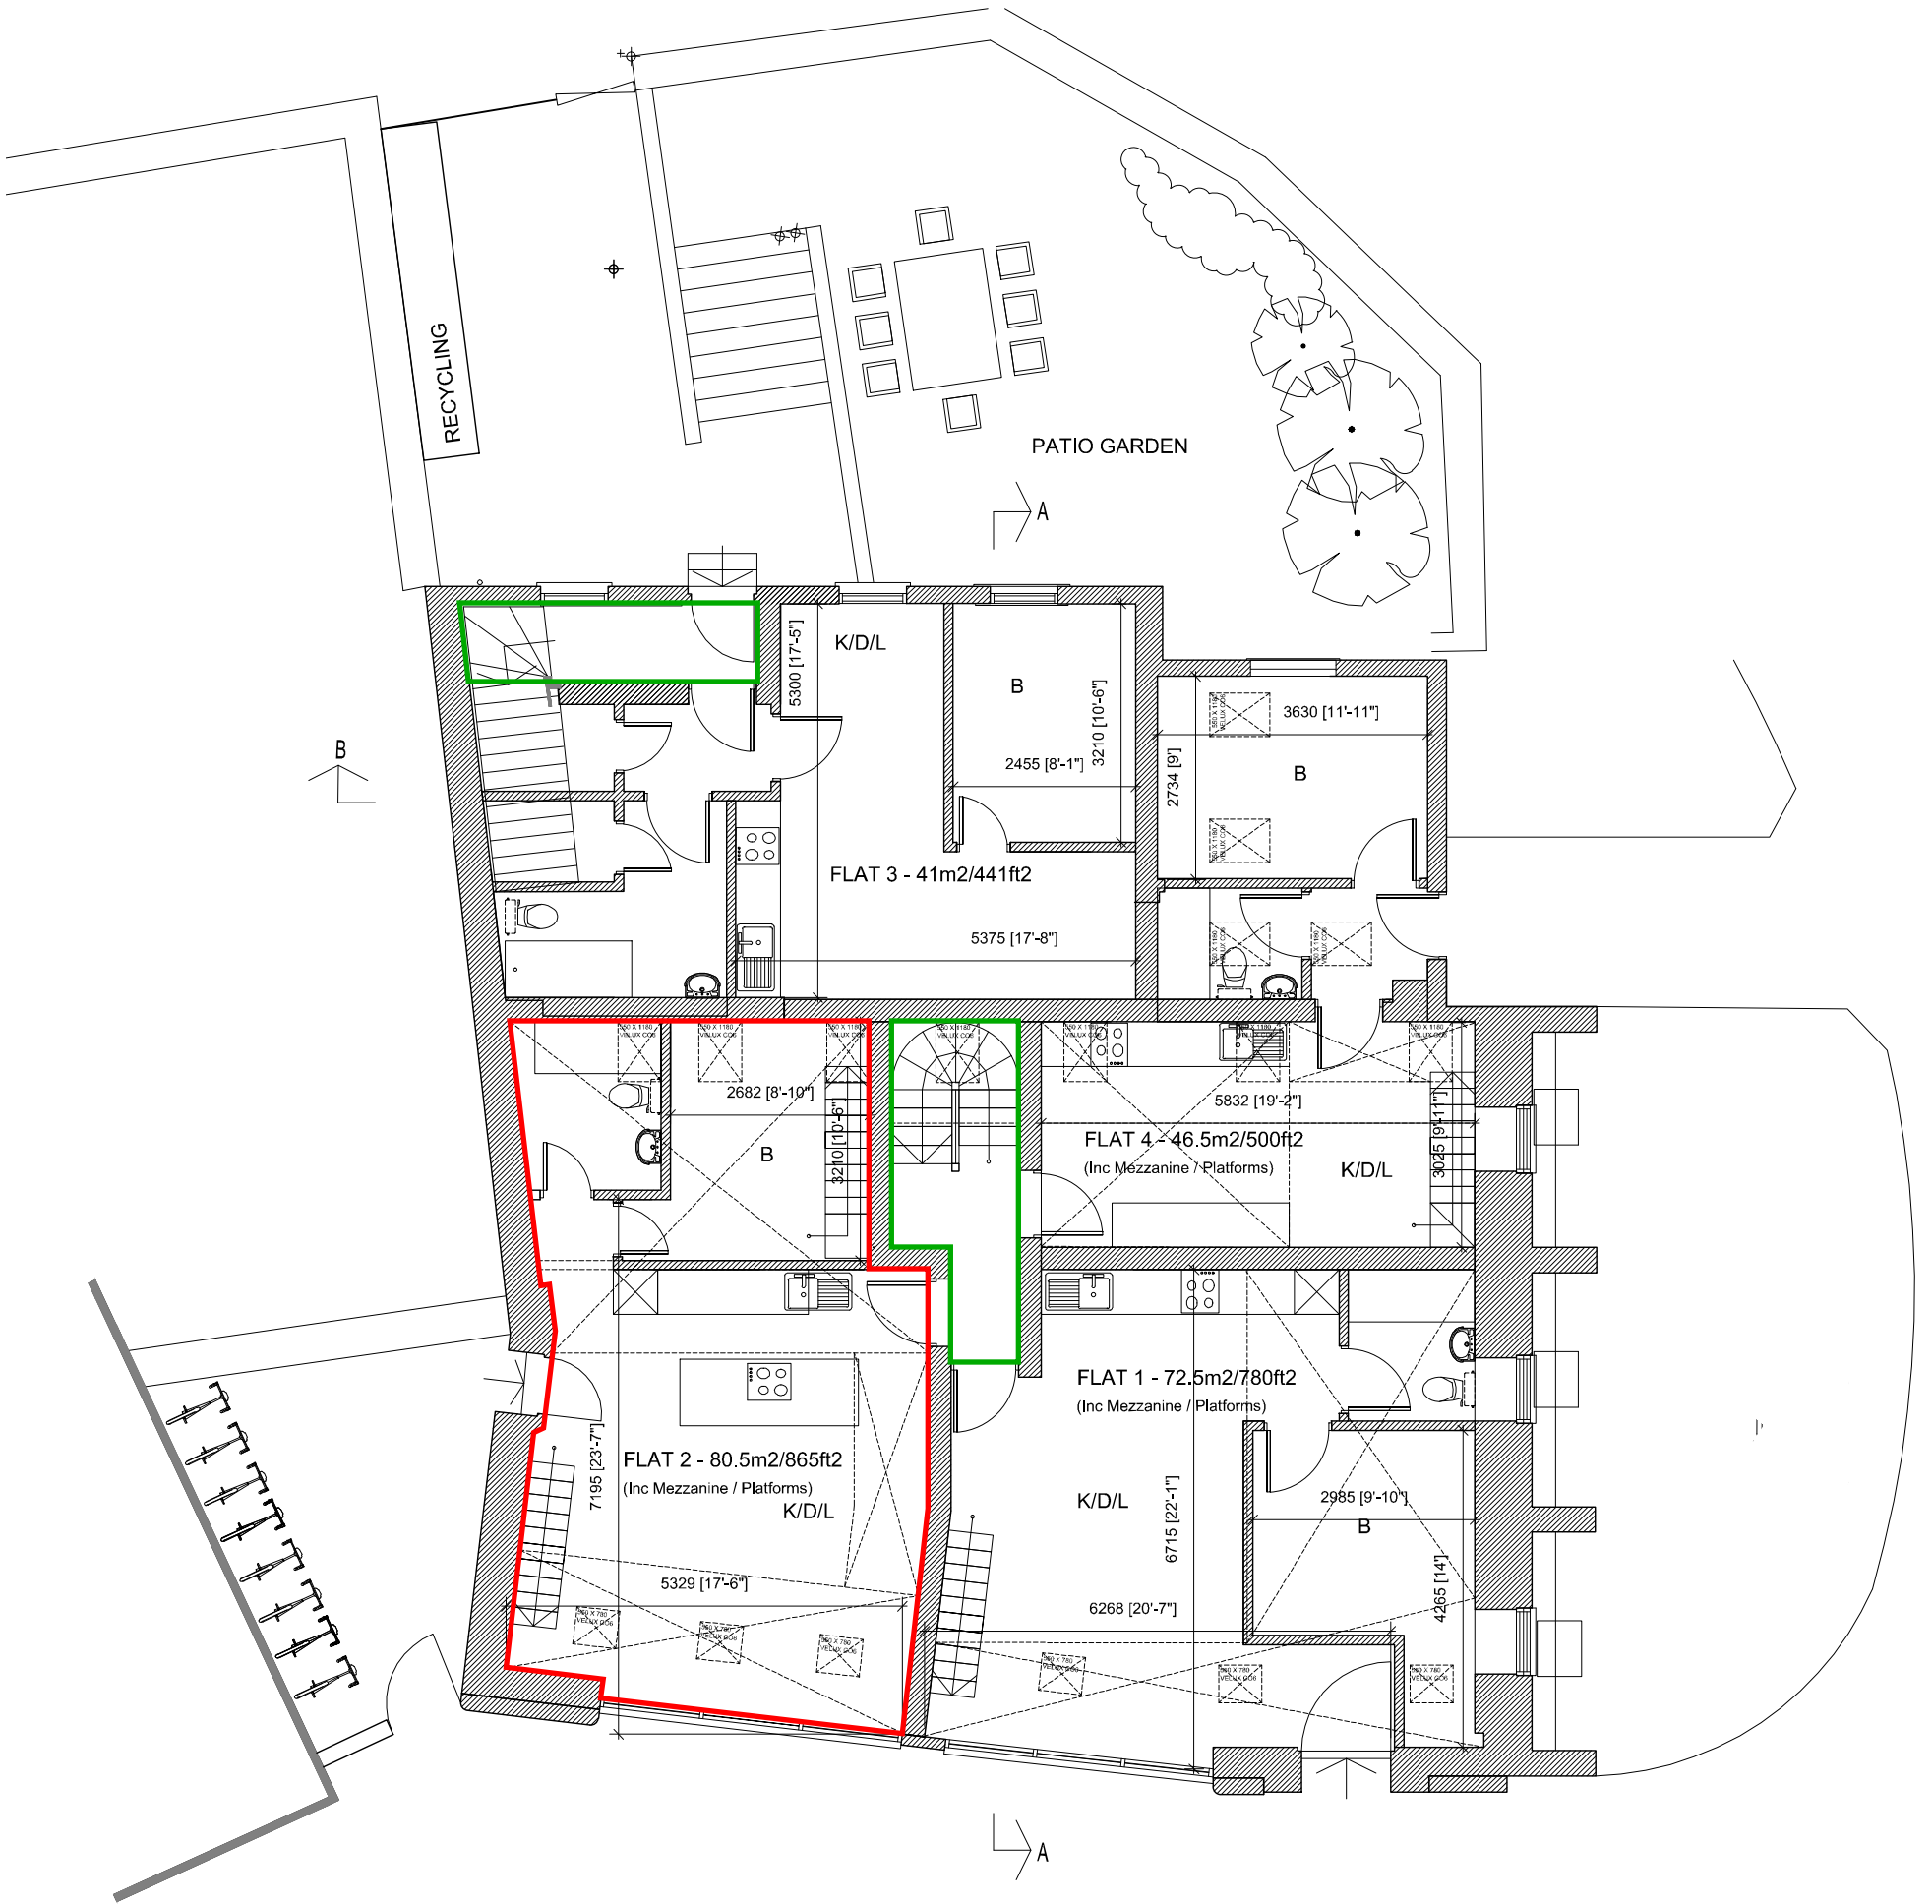 RECYCLING
PATIO GARDEN
A
B
K/D/L
5300 [17'-5"]
B
3210 [10'-6"]
2455 [8'-1"]
3630 [11'-11"]
2734 [9']
B
FLAT 3 - 41m2/441ft2
5375 [17'-8"]
2682 [8'-10"]
3210 [10'-6"]
B
5832 [19'-2"]
3025 [9'-11"]
FLAT 4 - 46.5m2/500ft2
(Inc Mezzanine / Platforms)
K/D/L
FLAT 1 - 72.5m2/780ft2
(Inc Mezzanine / Platforms)
FLAT 2 - 80.5m2/865ft2
(Inc Mezzanine / Platforms)
K/D/L
7195 [23'-7"]
K/D/L
6715 [22'-1"]
2985 [9'-10"]
B
4265 [14']
5329 [17'-6"]
6268 [20'-7"]
A